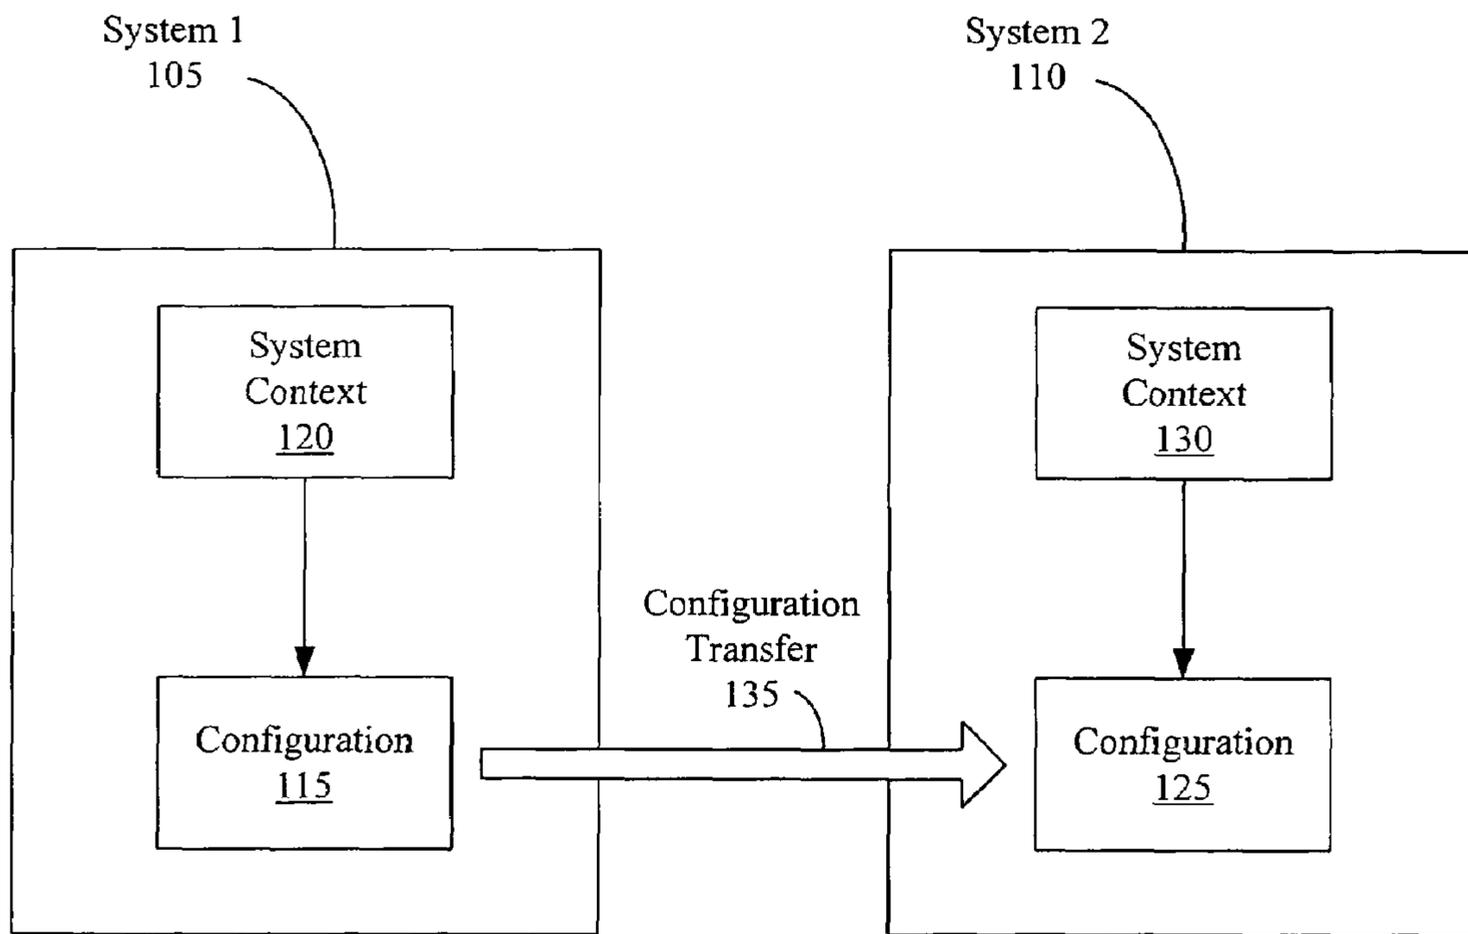 System 1
105
System 2
110
System
Context
120
System
Context
130
Configuration
Transfer
135
Configuration
115
Configuration
125